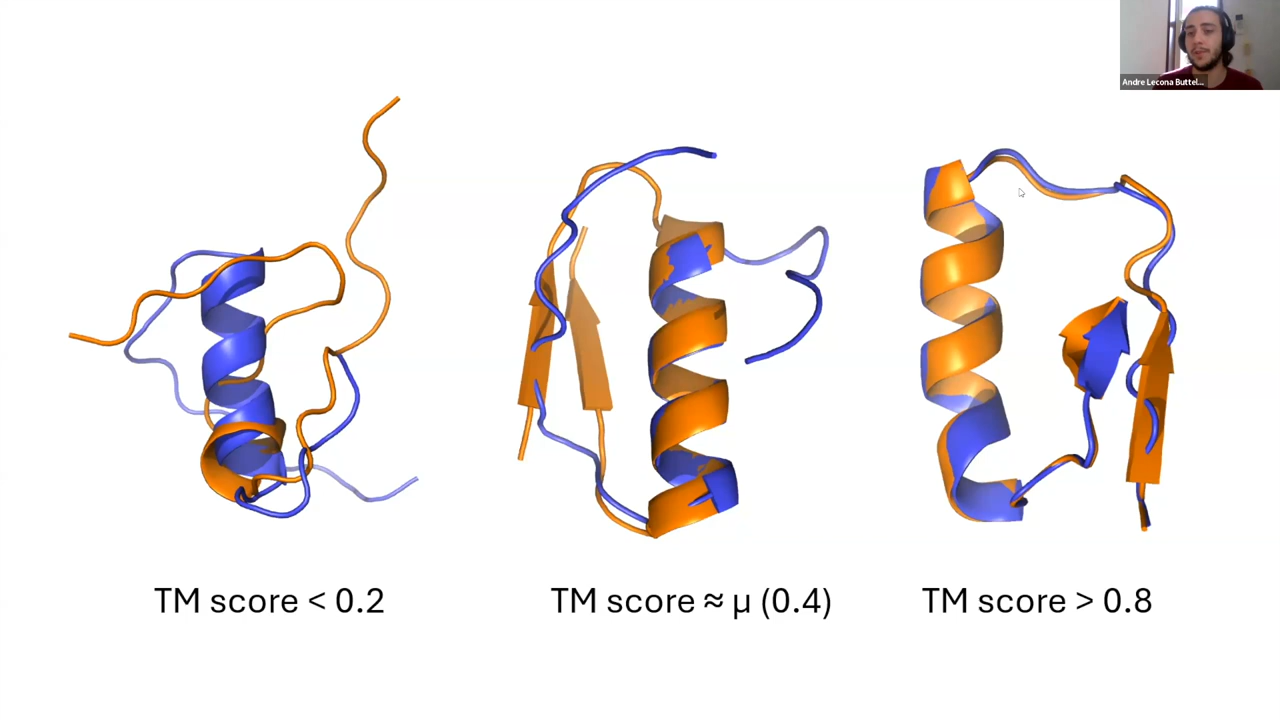 Andre Lecona Buttel...
TM score < 0.2
TM score ≈ μ (0.4)
TM score > 0.8